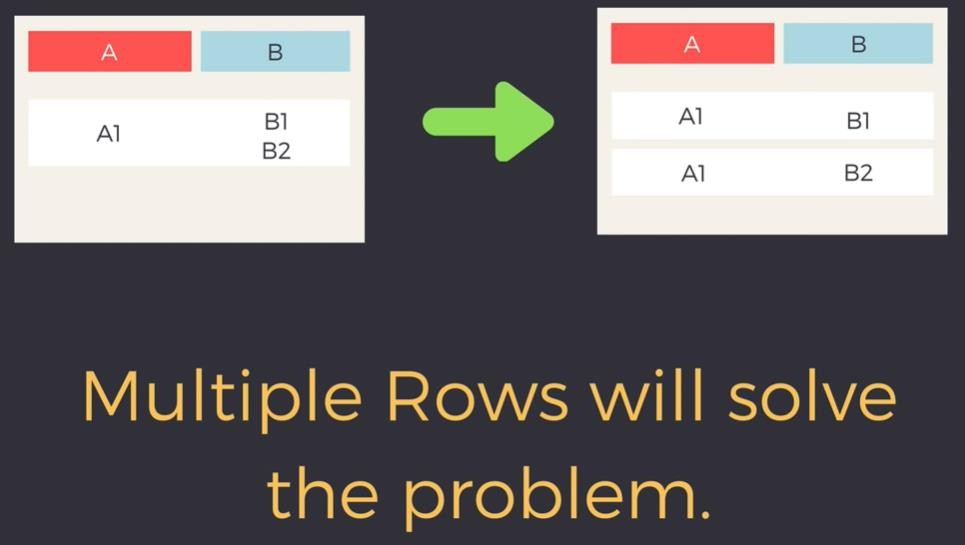 A B
A1 B1
B2
A B
A1 B1
A1 B2
Multiple Rows will solve
the problem.